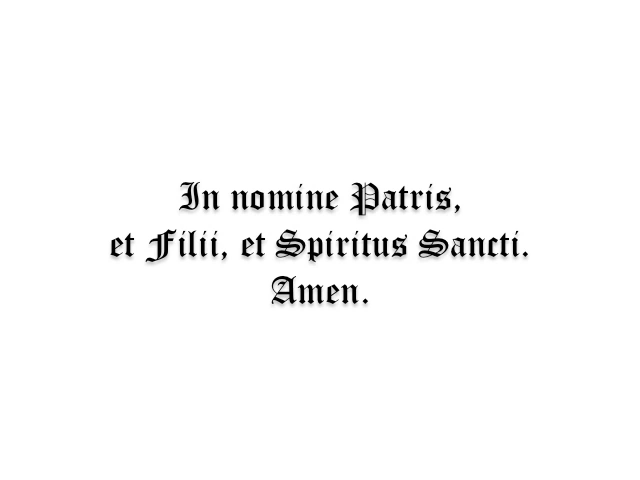 In nomine Patris,
et Filii, et Spiritus Sancti.
Amen.